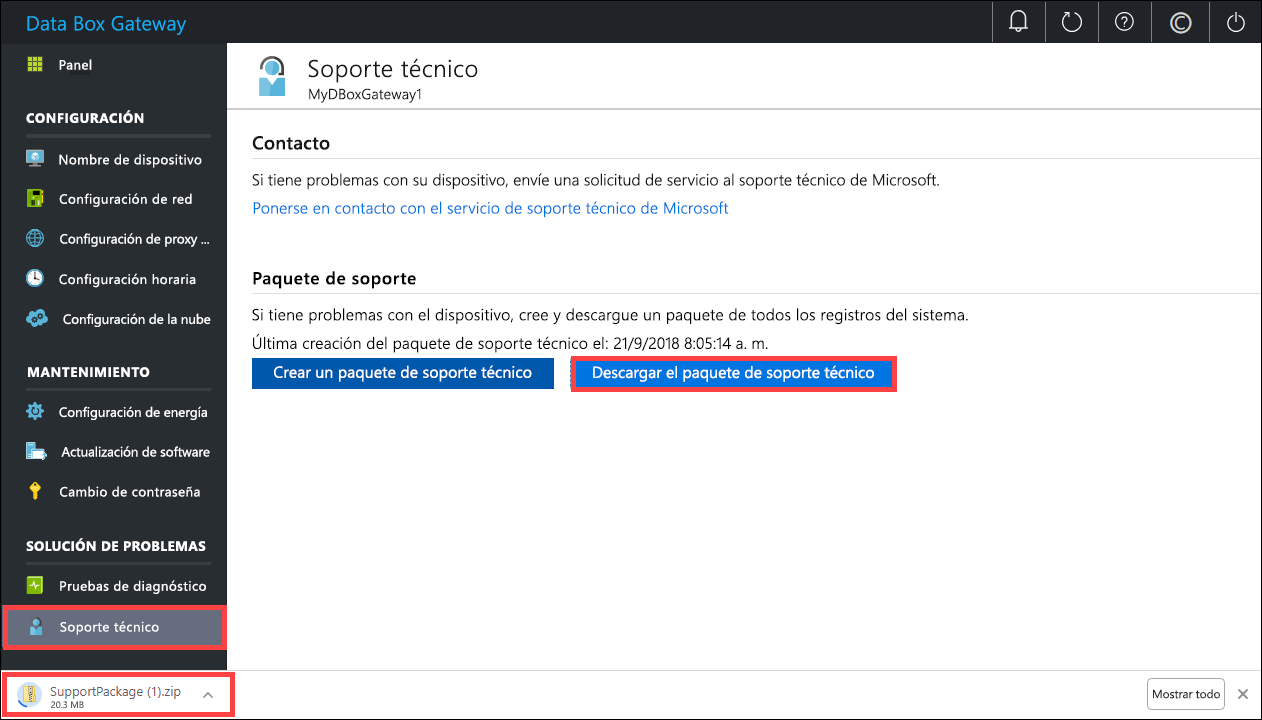 Data Box Gateway
Panel
CONFIGURACIÓN
Nombre de dispositivo
Configuración de red
Configuración de proxy ...
Configuración horaria
Configuración de la nube
MANTENIMIENTO
Configuración de energía
Actualización de software
Cambio de contraseña
SOLUCIÓN DE PROBLEMAS
Pruebas de diagnóstico
Soporte técnico
Soporte técnico
MyDBoxGateway1
Contacto
Si tiene problemas con su dispositivo, envíe una solicitud de servicio al soporte técnico de Microsoft.
Ponerse en contacto con el servicio de soporte técnico de Microsoft
Paquete de soporte
Si tiene problemas con el dispositivo, cree y descargue un paquete de todos los registros del sistema.
Última creación del paquete de soporte técnico el: 21/9/2018 8:05:14 a. m.
Crear un paquete de soporte técnico
Descargar el paquete de soporte técnico
SupportPackage (1).zip
20.3 MB
Mostrar todo